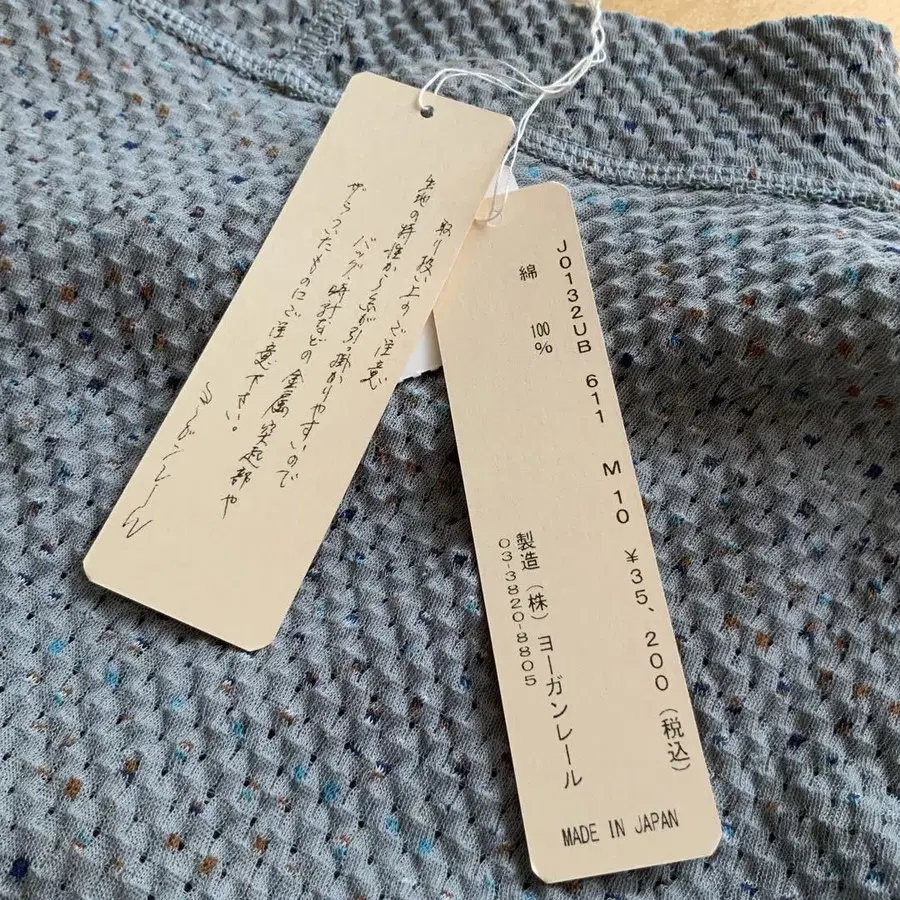 取り扱い上のご注意
生地の特性から糸が引っ掛かりやすいので
バッグ、時計などの金属突起部や
ざらついたものにご注意下さい。
ヨーガンレール
J0132UB 611 M 10 ¥35、200(税込)
綿 100%
製造(株)ヨーガンレール
03-3820-8805
MADE IN JAPAN